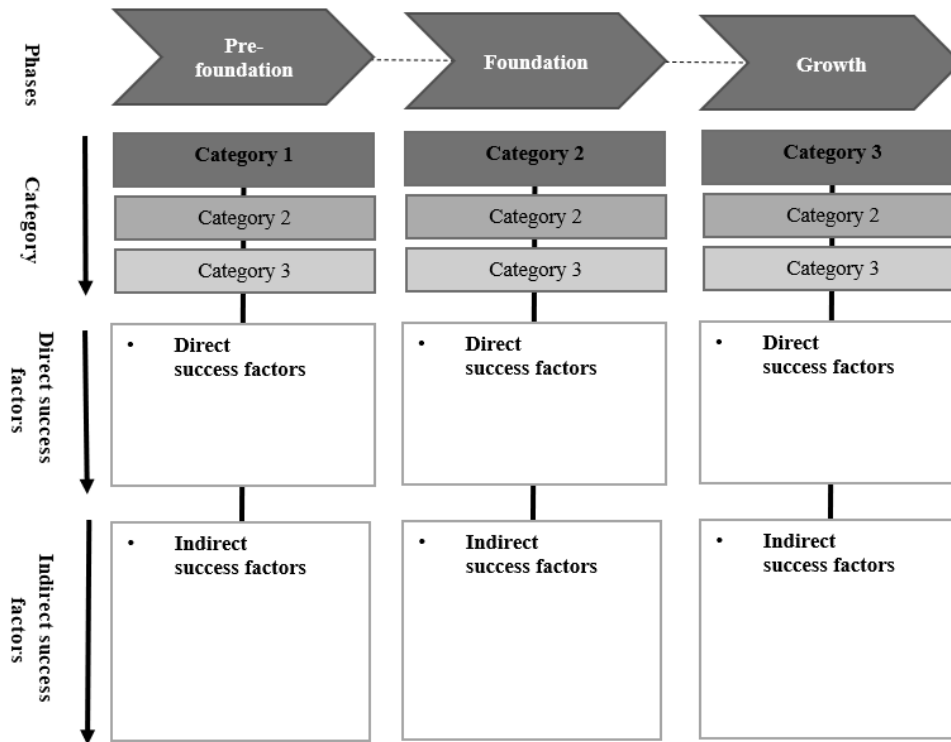 Phases
Pre-
foundation
Foundation
Growth
Category
Category 1
Category 2
Category 3
Category 2
Category 2
Category 2
Category 3
Category 3
Category 3
Direct success
factors
• Direct
success factors
• Direct
success factors
• Direct
success factors
Indirect success
factors
• Indirect
success factors
• Indirect
success factors
• Indirect
success factors